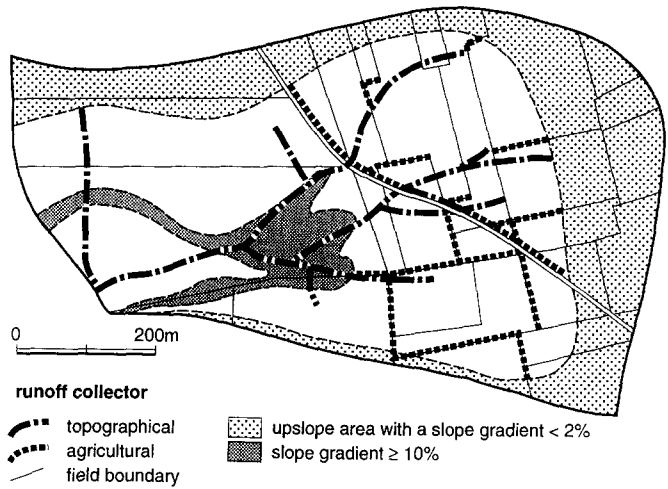 0 200m
runoff collector
topographical
agricultural
field boundary
upslope area with a slope gradient < 2%
slope gradient ≥ 10%